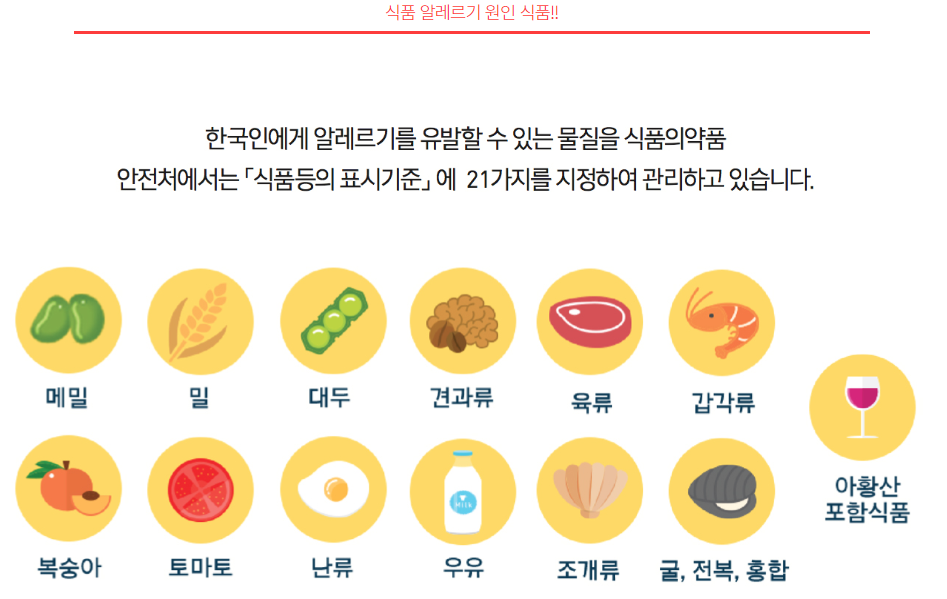 식품 알레르기 원인 식품!!
한국인에게 알레르기를 유발할 수 있는 물질을 식품의약품
안전처에서는 「식품등의 표시기준」 에 21가지를 지정하여 관리하고 있습니다.
메밀
밀
대두
견과류
육류
갑각류
복숭아
토마토
난류
I ♥
Milk
우유
조개류
굴, 전복, 홍합
아황산
포함식품